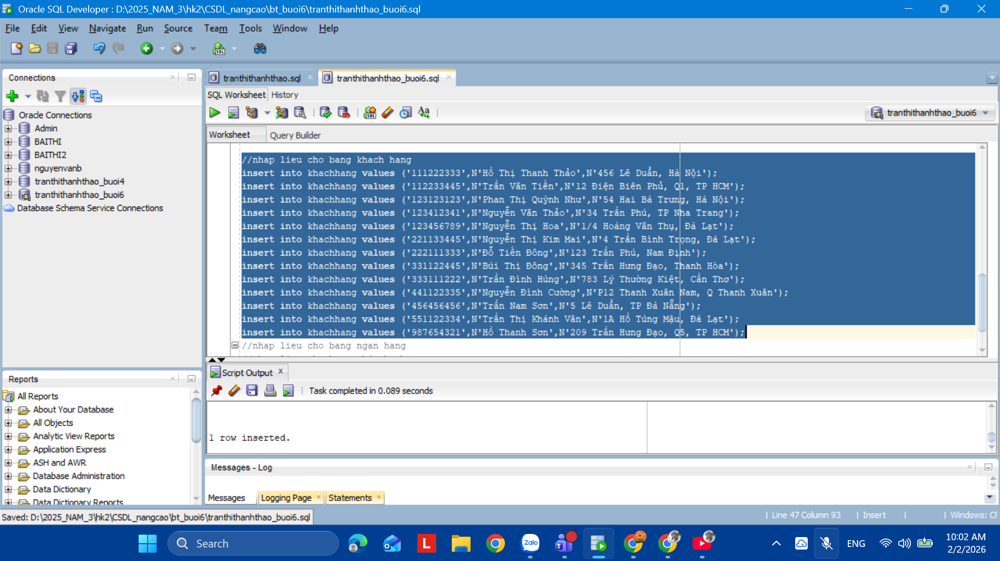 Oracle SQL Developer : D:\2025_NAM_3\hk2\CSDL_nangcao\bt_buoi6\tranthithanhthao_buoi6.sql
File Edit View Navigate Run Source Team Tools Window Help
Connections
Oracle Connections
Admin
BAITHI
BAITHI2
nguyenvanb
tranthithanhthao_buoi4
tranthithanhthao_buoi6
Database Schema Service Connections
Reports
All Reports
About Your Database
All Objects
Analytic View Reports
Application Express
ASH and AWR
Database Administration
Data Dictionary
Data Dictionary Reports
tranthithanhthao.sql
tranthithanhthao_buoi6.sql
SQL Worksheet History
tranthithanhthao_buoi6
Worksheet Query Builder
//nhap lieu cho bang khach hang
insert into khachhang values ('111222333',N'Hồ Thị Thanh Thảo',N'456 Lê Duẩn, Hà Nội');
insert into khachhang values ('112233445',N'Trần Văn Tiến',N'12 Điện Biên Phủ, Q1, TP HCM');
insert into khachhang values ('123123123',N'Phan Thị Quỳnh Như',N'54 Hai Bà Trưng, Hà Nội');
insert into khachhang values ('123412341',N'Nguyễn Văn Thảo',N'34 Trần Phú, TP Nha Trang');
insert into khachhang values ('123456789',N'Nguyễn Thị Hoa',N'1/4 Hoàng Văn Thụ, Đà Lạt');
insert into khachhang values ('221133445',N'Nguyễn Thị Kim Mai',N'4 Trần Bình Trọng, Đà Lạt');
insert into khachhang values ('222111333',N'Đỗ Tiến Đông',N'123 Trần Phú, Nam Định');
insert into khachhang values ('331122445',N'Bùi Thị Đông',N'345 Trần Hưng Đạo, Thanh Hóa');
insert into khachhang values ('333111222',N'Trần Đình Hùng',N'783 Lý Thường Kiệt, Cần Thơ');
insert into khachhang values ('441122335',N'Nguyễn Đình Cường',N'P12 Thanh Xuân Nam, Q Thanh Xuân');
insert into khachhang values ('456456456',N'Trần Nam Sơn',N'5 Lê Duẩn, TP Đà Nẵng');
insert into khachhang values ('551122334',N'Trần Thị Khánh Vân',N'1A Hồ Tùng Mậu, Đà Lạt');
insert into khachhang values ('987654321',N'Hồ Thanh Sơn',N'209 Trần Hưng Đạo, Q5, TP HCM');
//nhap lieu cho bang ngan hang
Script Output
Task completed in 0.089 seconds
1 row inserted.
Messages - Log
Messages Logging Page Statements
Saved: D:\2025_NAM_3\hk2\CSDL_nangcao\bt_buoi6\tranthithanhthao_buoi6.sql
Line 47 Column 93 Insert Windows: CF
Search
Zalo
ENG
10:02 AM
2/2/2026